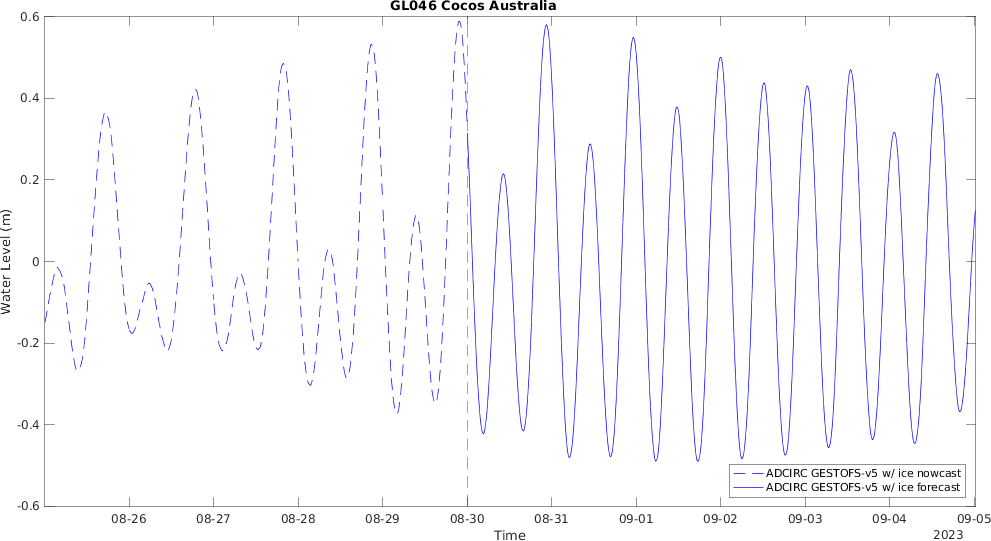 GL046 Cocos Australia
0.6
0.4
0.2
0
-0.2
-0.4
-0.6
Water Level (m)
ADCIRC GESTOFS-v5 w/ ice nowcast
ADCIRC GESTOFS-v5 w/ ice forecast
08-26 08-27 08-28 08-29 08-30 08-31 09-01 09-02 09-03 09-04 09-05
Time
2023